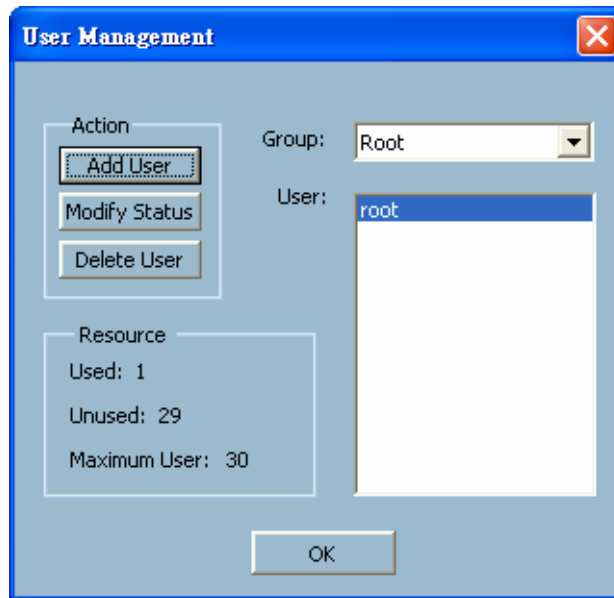 User Management
Action
Add User
Modify Status
Delete User
Group:
Root
User:
root
Resource
Used: 1
Unused: 29
Maximum User: 30
OK